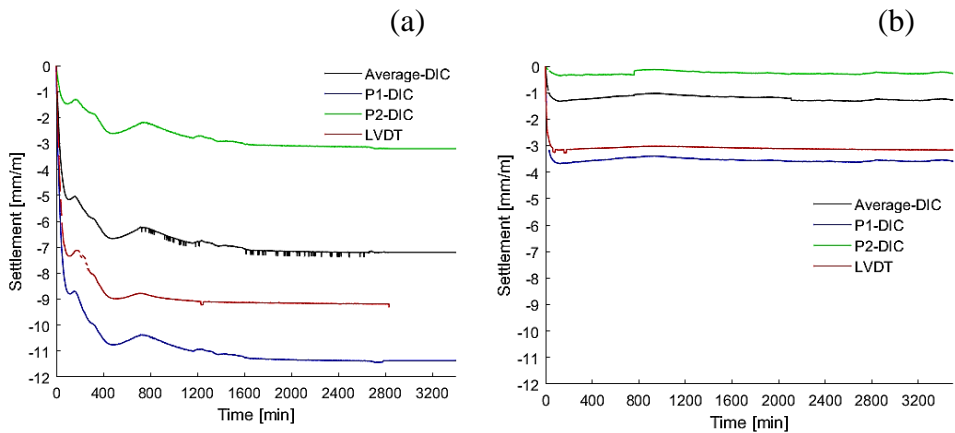 (a)
0
-1
-2
-3
-4
-5
-6
-7
-8
-9
-10
-11
-12
Settlement [mm/m]
Average-DIC
P1-DIC
P2-DIC
LVDT
0 400 800 1200 1600 2000 2400 2800 3200
Time [min]
(b)
0
-1
-2
-3
-4
-5
-6
-7
-8
-9
-10
-11
-12
Settlement [mm/m]
Average-DIC
P1-DIC
P2-DIC
LVDT
0 400 800 1200 1600 2000 2400 2800 3200
Time [min]